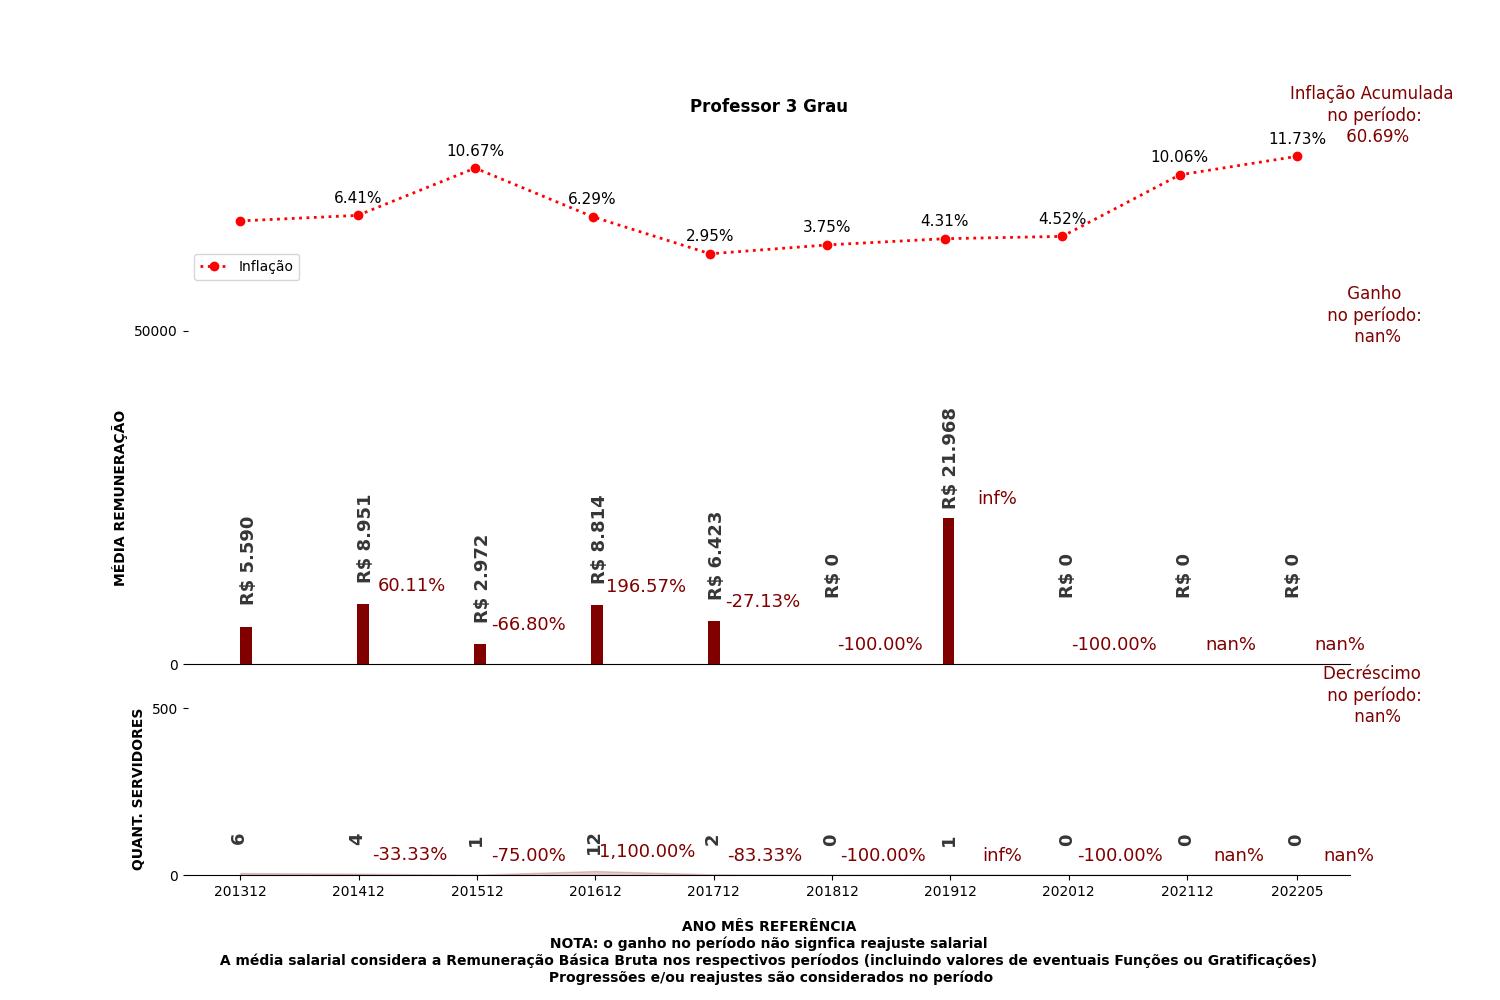 Professor 3 Grau
Inflação Acumulada
no período:
60.69%
6.41%
10.67%
6.29%
2.95%
3.75%
4.31%
4.52%
10.06%
11.73%
Inflação
Ganho
no período:
nan%
50000
0
MÉDIA REMUNERAÇÃO
R$ 5.590
R$ 8.951
R$ 2.972
R$ 8.814
R$ 6.423
R$ 0
R$ 21.968
R$ 0
R$ 0
R$ 0
60.11%
-66.80%
196.57%
-27.13%
-100.00%
inf%
-100.00%
nan%
nan%
Decréscimo
no período:
nan%
500
0
QUANT. SERVIDORES
6
4
1
12
2
0
1
0
0
0
-33.33%
-75.00%
1,100.00%
-83.33%
-100.00%
inf%
-100.00%
nan%
nan%
201312 201412 201512 201612 201712 201812 201912 202012 202112 202205
ANO MÊS REFERÊNCIA
NOTA: o ganho no período não signfica reajuste salarial
A média salarial considera a Remuneração Básica Bruta nos respectivos períodos (incluindo valores de eventuais Funções ou Gratificações)
Progressões e/ou reajustes são considerados no período